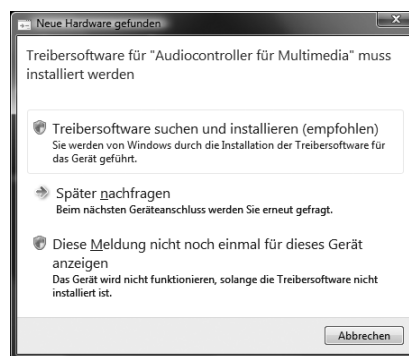 Neue Hardware gefunden
Treibersoftware für "Audiocontroller für Multimedia" muss
installiert werden
Treibersoftware suchen und installieren (empfohlen)
Sie werden von Windows durch die Installation der Treibersoftware für
das Gerät geführt.
Später nachfragen
Beim nächsten Geräteanschluss werden Sie erneut gefragt.
Diese Meldung nicht noch einmal für dieses Gerät
anzeigen
Das Gerät wird nicht funktionieren, solange die Treibersoftware nicht
installiert ist.
Abbrechen